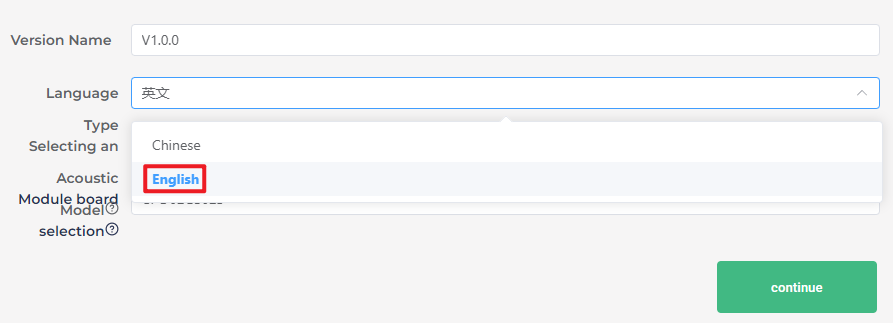 Version Name
V1.0.0
Language
英文
Type
Chinese
Selecting an
Acoustic
English
Module board
Model
selection
continue